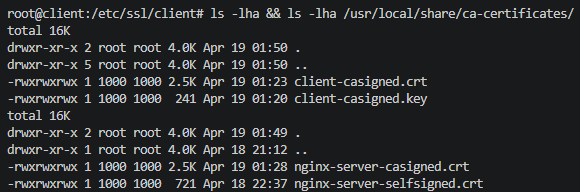 root@client:/etc/ssl/client# ls -lha && ls -lha /usr/local/share/ca-certificates/
total 16K
drwxr-xr-x 2 root root 4.0K Apr 19 01:50 .
drwxr-xr-x 5 root root 4.0K Apr 19 01:50 ..
-rwxrwxrwx 1 1000 1000 2.5K Apr 19 01:23 client-casigned.crt
-rwxrwxrwx 1 1000 1000  241 Apr 19 01:20 client-casigned.key
total 16K
drwxr-xr-x 2 root root 4.0K Apr 19 01:49 .
drwxr-xr-x 1 root root 4.0K Apr 18 21:12 ..
-rwxrwxrwx 1 1000 1000 2.5K Apr 19 01:28 nginx-server-casigned.crt
-rwxrwxrwx 1 1000 1000  721 Apr 18 22:37 nginx-server-selfsigned.crt